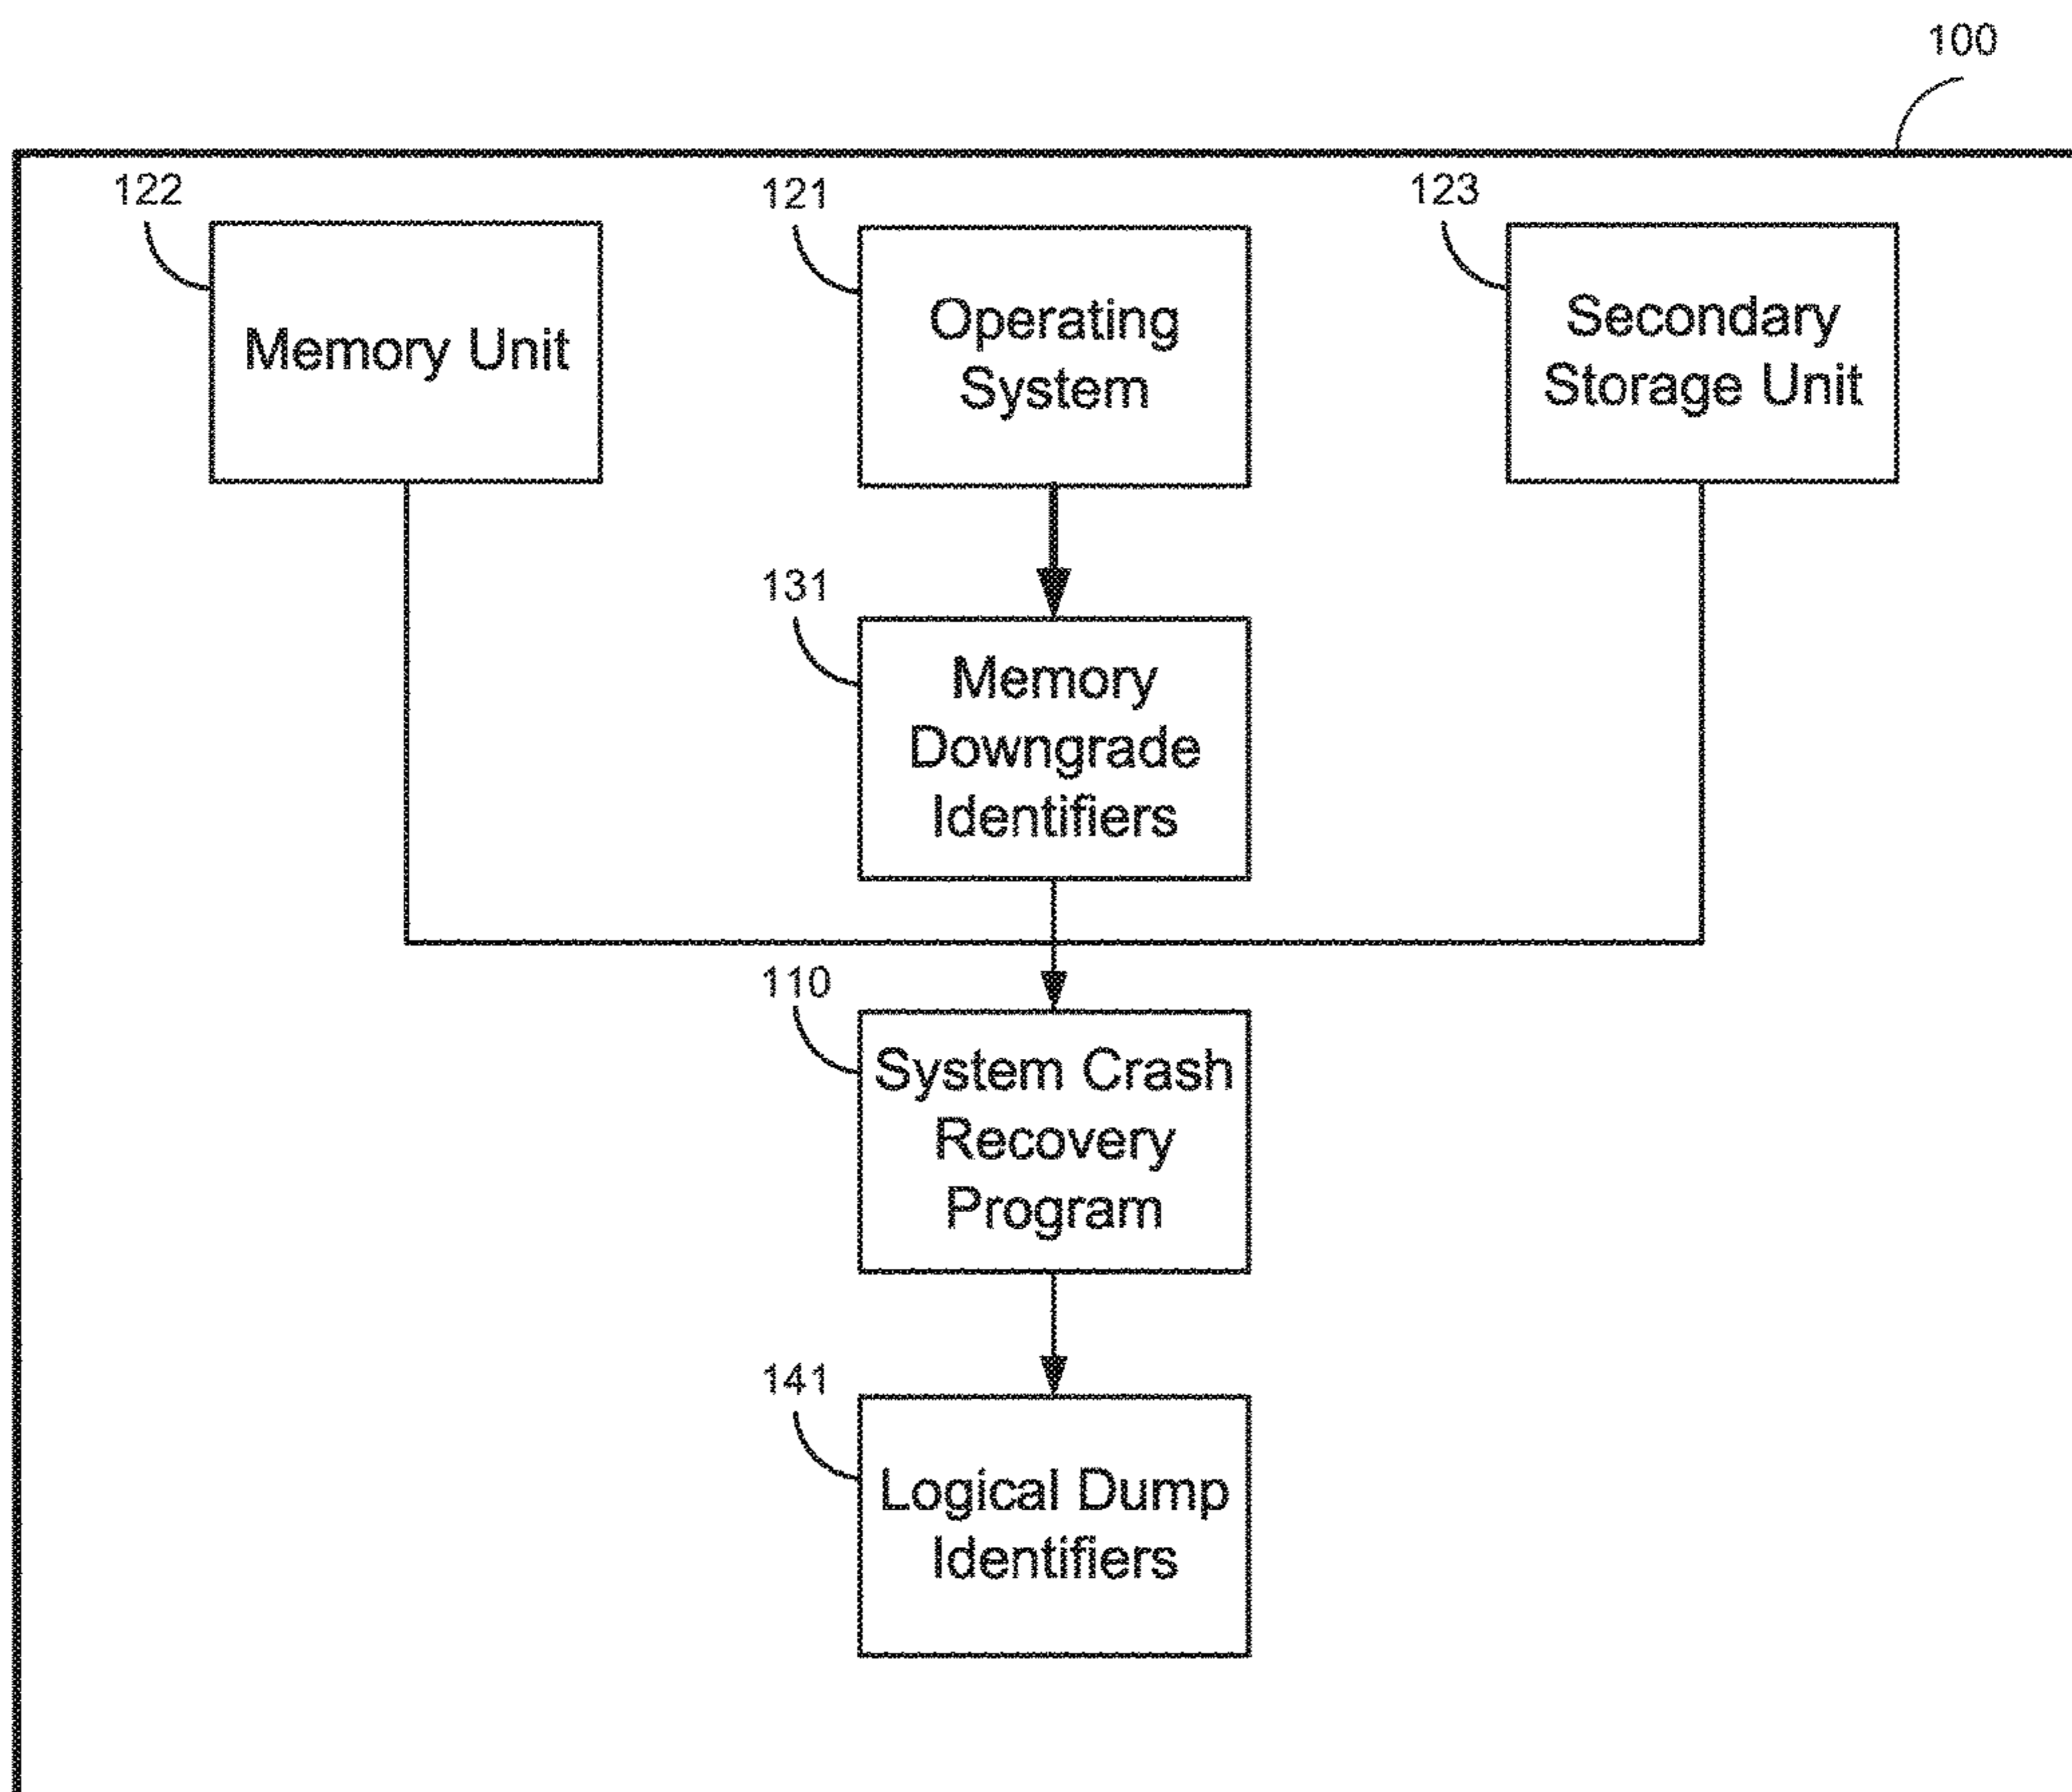 100
122
121
123
Memory Unit
Operating
System
Secondary
Storage Unit
131
Memory
Downgrade
Identifiers
110
System Crash
Recovery
Program
141
Logical Dump
Identifiers